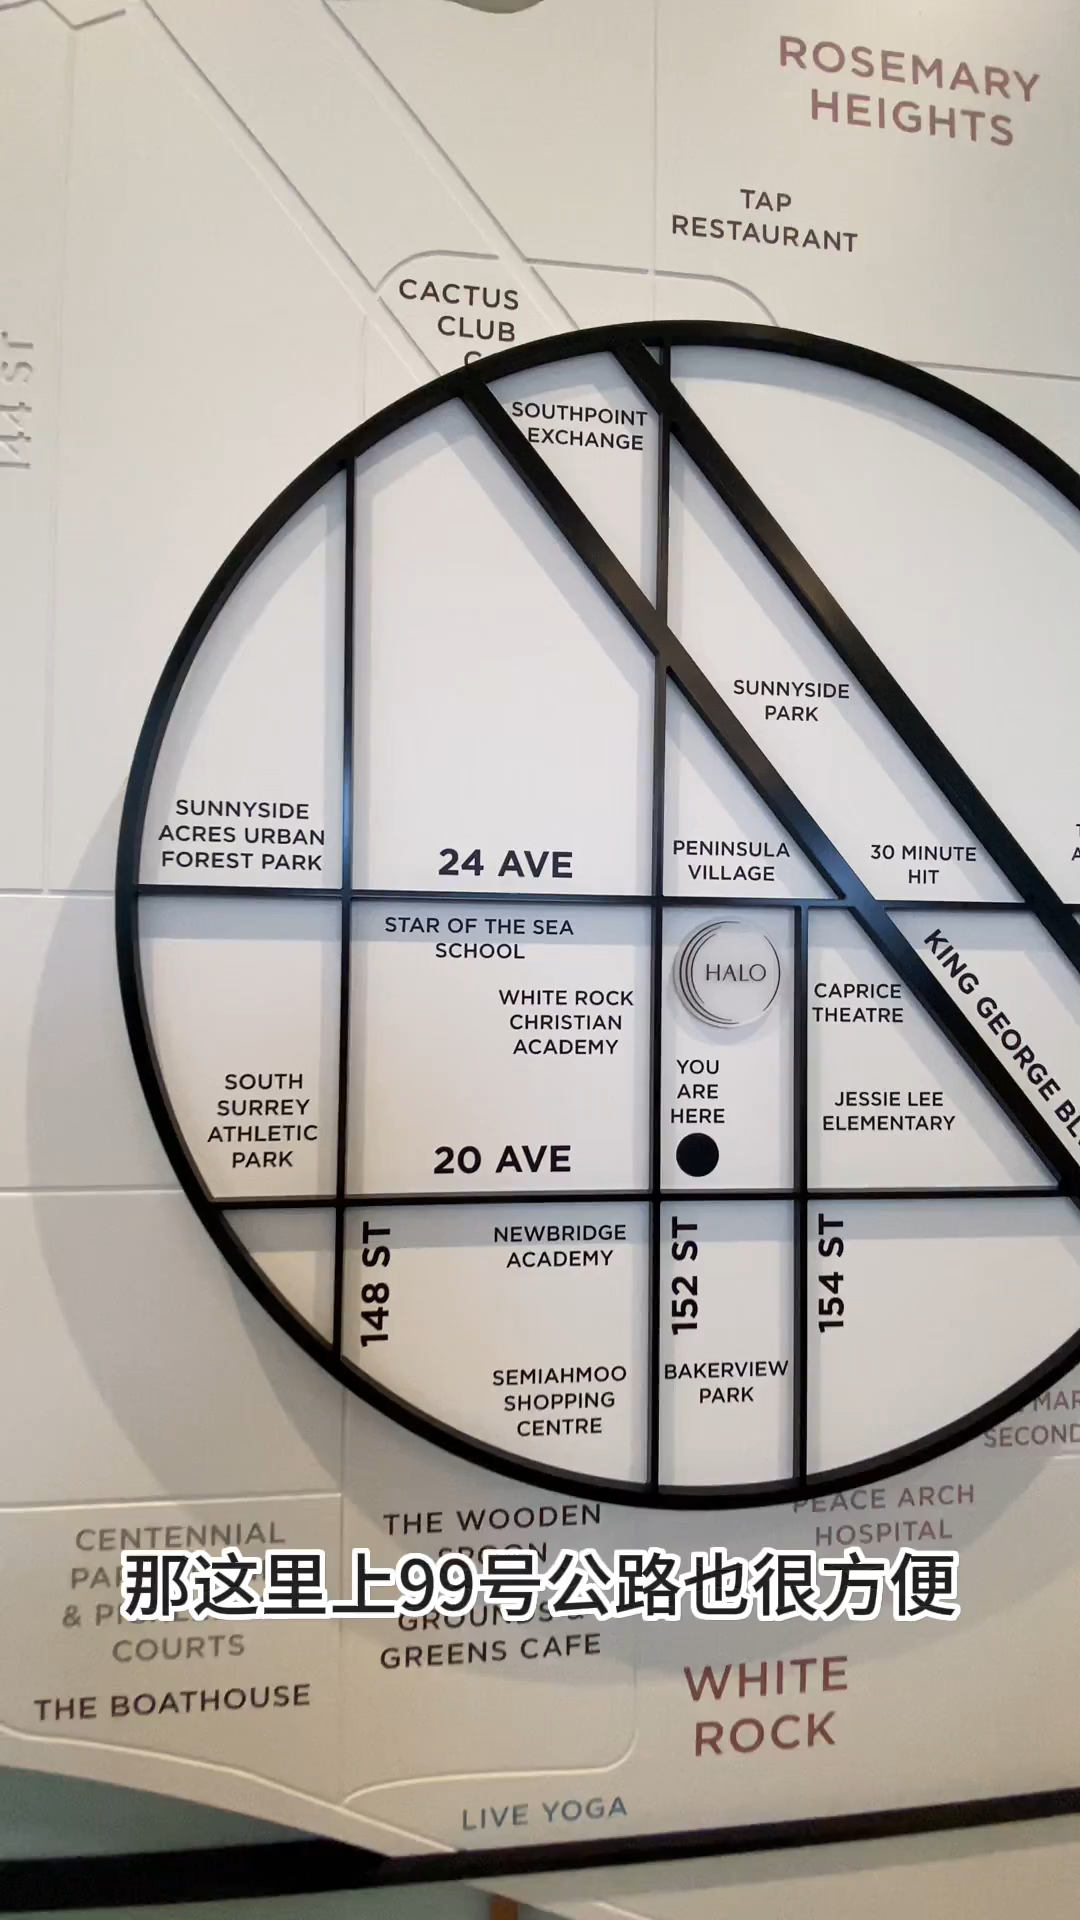 ROSEMARY
HEIGHTS
TAP
RESTAURANT
CACTUS
CLUB
144 ST
SOUTHPOINT
EXCHANGE
SUNNYSIDE
PARK
SUNNYSIDE
ACRES URBAN
FOREST PARK
24 AVE
PENINSULA
VILLAGE
30 MINUTE
HIT
STAR OF THE SEA
SCHOOL
WHITE ROCK
CHRISTIAN
ACADEMY
HALO
CAPRICE
THEATRE
KING GEORGE
YOU
ARE
HERE
JESSIE LEE
ELEMENTARY
SOUTH
SURREY
ATHLETIC
PARK
20 AVE
148 ST
NEWBRIDGE
ACADEMY
152 ST
154 ST
SEMIAHMOO
SHOPPING
CENTRE
BAKERVIEW
PARK
PEACE ARCH
HOSPITAL
THE WOODEN
SPOON
CENTENNIAL
那这里上99号公路也很方便
&
COURTS
GROUNDS &
GREENS CAFE
THE BOATHOUSE
WHITE
ROCK
LIVE YOGA